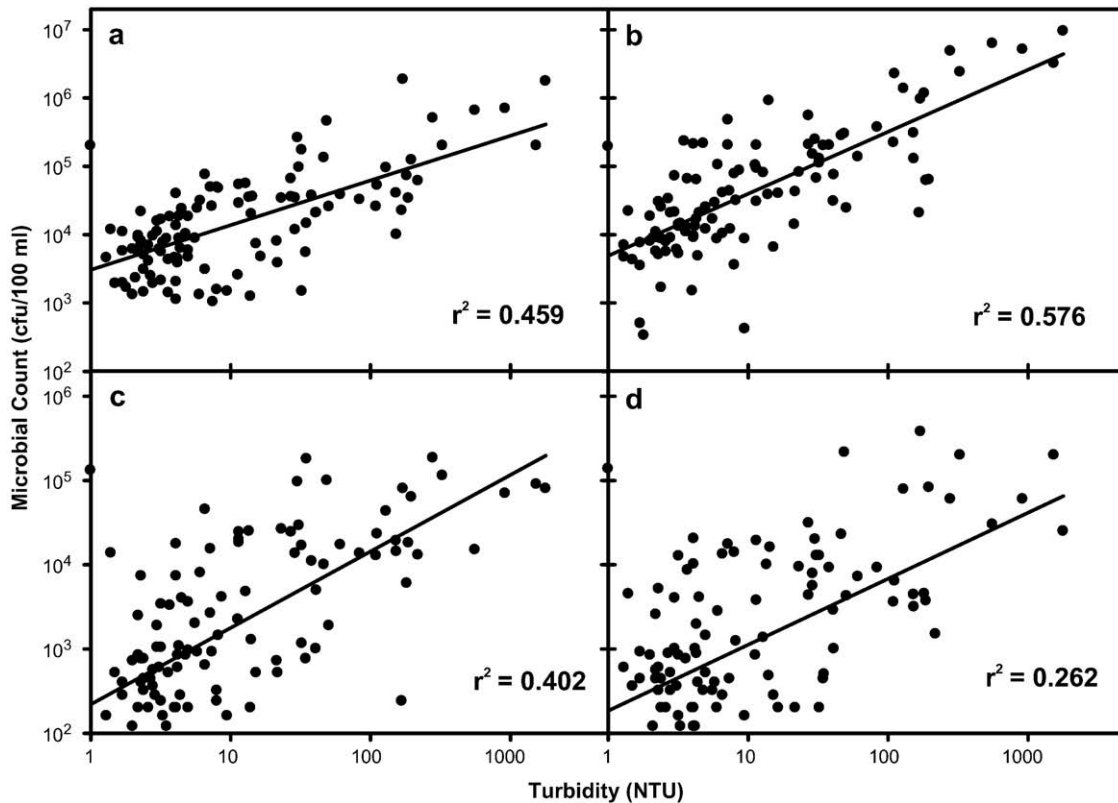 a
b
10⁷
10⁶
10⁵
10⁴
10³
10²
r² = 0.459
r² = 0.576
c
d
10⁶
10⁵
10⁴
10³
10²
r² = 0.402
r² = 0.262
1 10 100 1000 1 10 100 1000
Microbial Count (cfu/100 ml)
Turbidity (NTU)